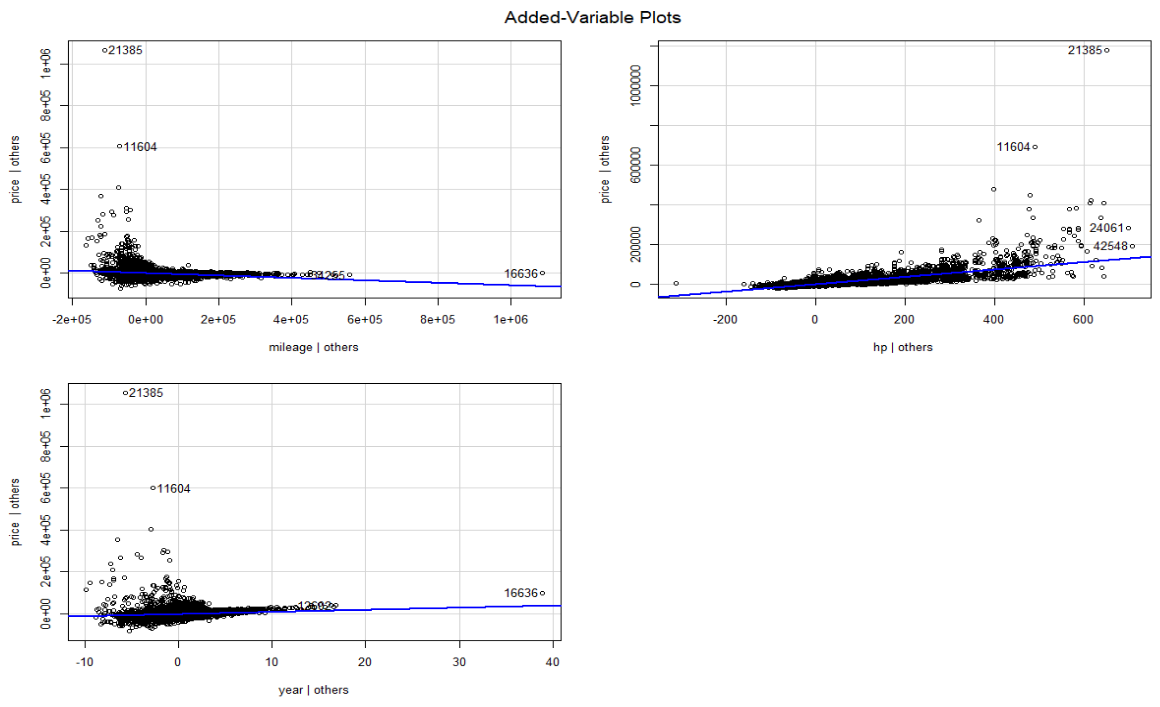 Added-Variable Plots
price | others
1e+06
8e+05
6e+05
4e+05
2e+05
0e+00
21385
11604
16636
-2e+05 0e+00 2e+05 4e+05 6e+05 8e+05 1e+06
mileage | others
price | others
1000000
600000
200000
0
21385
11604
24061
42548
-200 0 200 400 600
hp | others
price | others
1e+06
8e+05
6e+05
4e+05
2e+05
0e+00
21385
11604
16636
-10 0 10 20 30 40
year | others